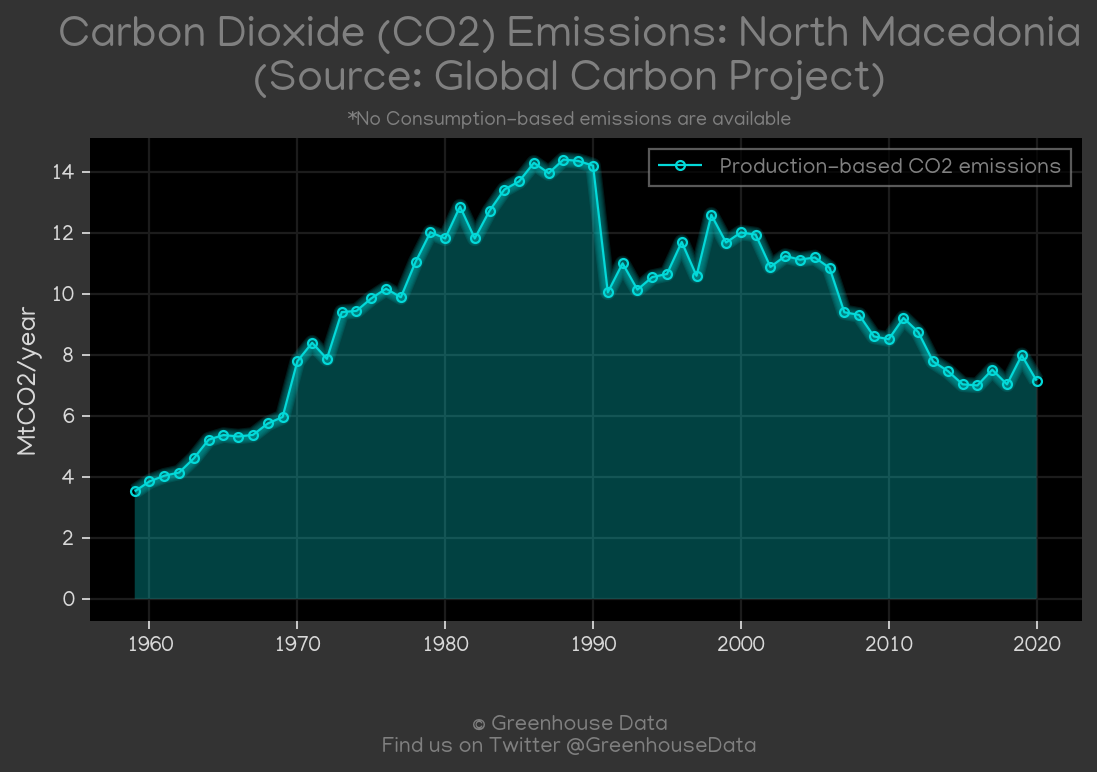 Carbon Dioxide (CO2) Emissions: North Macedonia
(Source: Global Carbon Project)
*No Consumption-based emissions are available
Production-based CO2 emissions
MtCO2/year
14
12
10
8
6
4
2
0
1960 1970 1980 1990 2000 2010 2020
© Greenhouse Data
Find us on Twitter @GreenhouseData